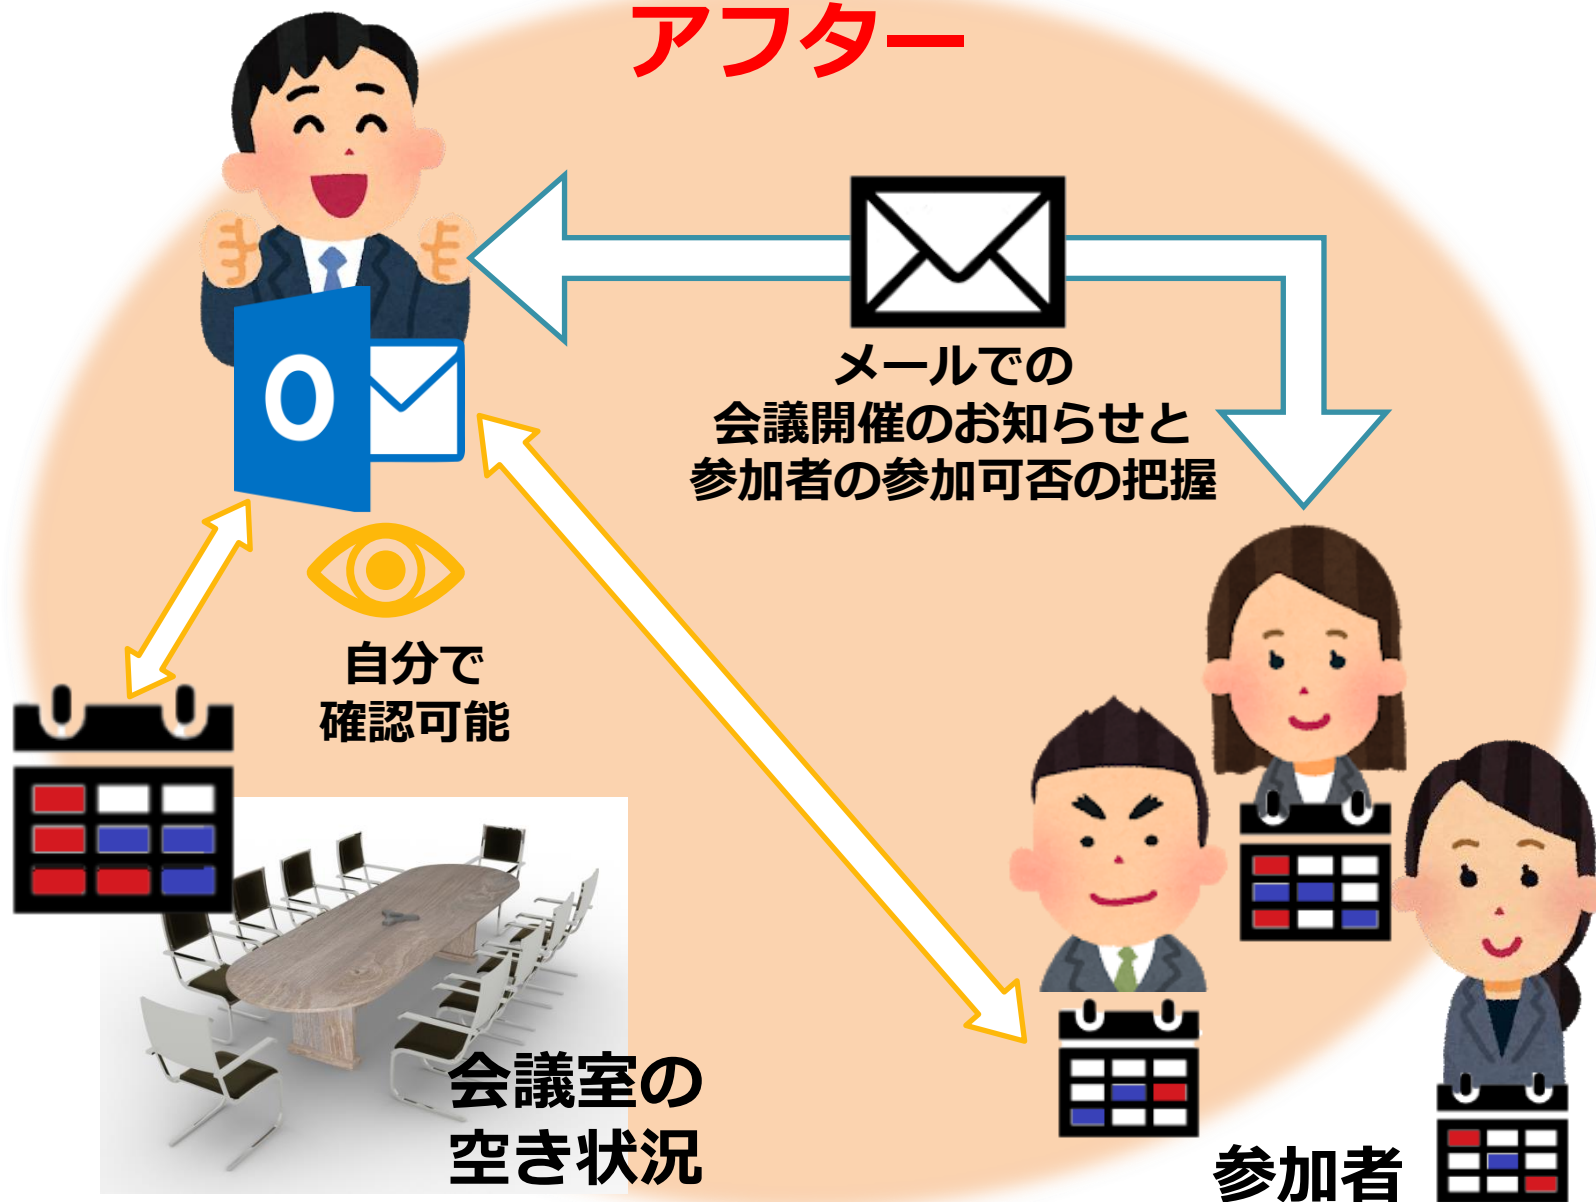 アフター
メールでの
会議開催のお知らせと
参加者の参加可否の把握
O
自分で
確認可能
会議室の
空き状況
参加者